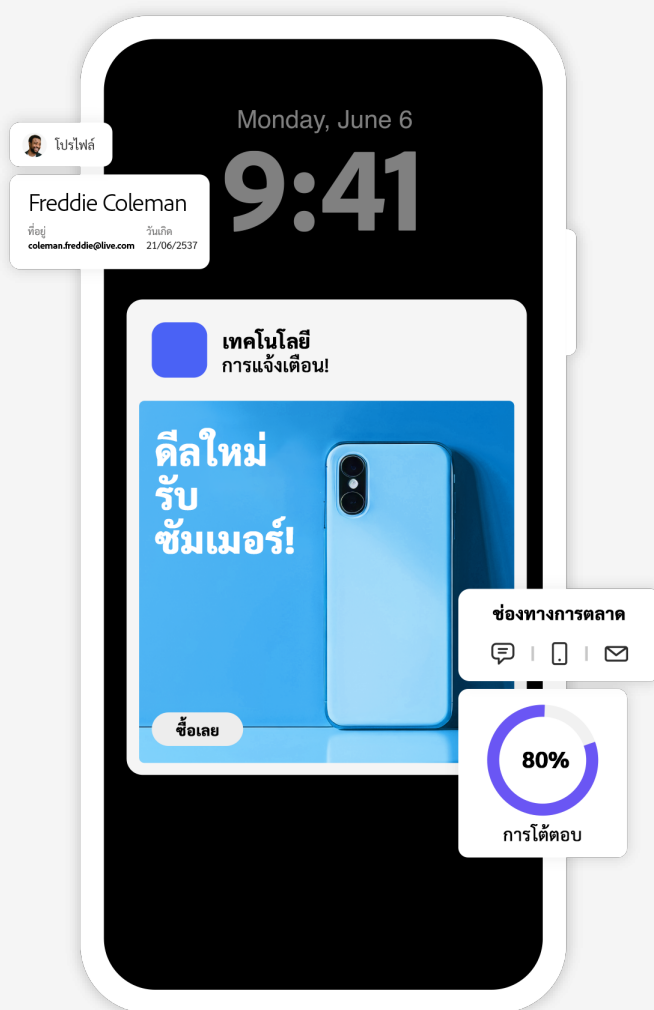 Monday, June 6
9:41
โปรไฟล์
Freddie Coleman
ที่อยู่ วันเกิด
coleman.freddie@live.com 21/06/2537
เทคโนโลยี
การแจ้งเตือน!
ดีลใหม่
รับ
ซัมเมอร์!
ซื้อเลย
ช่องทางการตลาด
80%
การโต้ตอบ